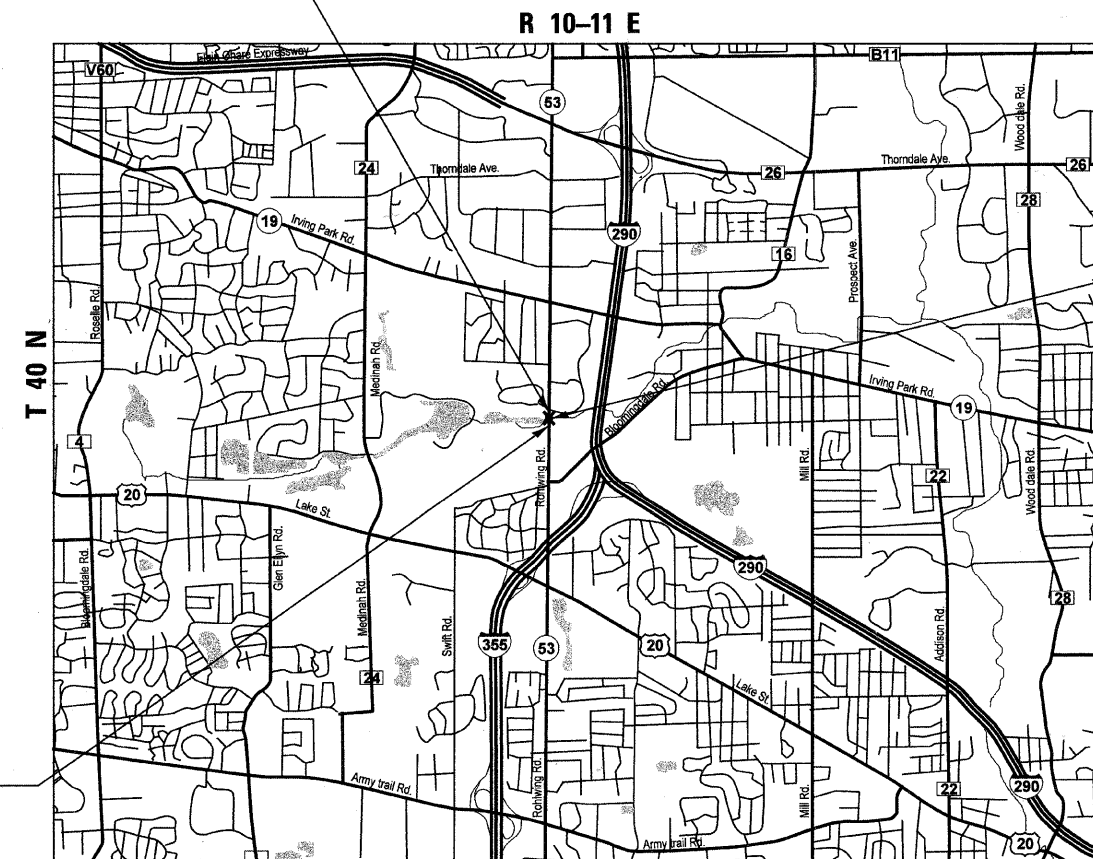 R 10–11 E
Elgin Ohare Expressway
B11
V60
53
Wood dale Rd.
Thorndale Ave.
26
24
Thorndale Ave.
26
28
19
Irving Park Rd.
290
16
Prospect Ave.
Roselle Rd.
T 40 N
Medinah Rd.
Irving Park Rd.
19
Bloomingdale Rd.
4
Rohlwing Rd.
Mill Rd.
22
Wood dale Rd.
20
Lake St.
Glen Ellyn Rd.
Bloomingdale Rd.
290
28
Medinah Rd.
Swift Rd.
355
53
20
Addison Rd.
24
Lake St.
Army trail Rd.
Rohlwing Rd.
Mill Rd.
22
290
Army trail Rd.
20